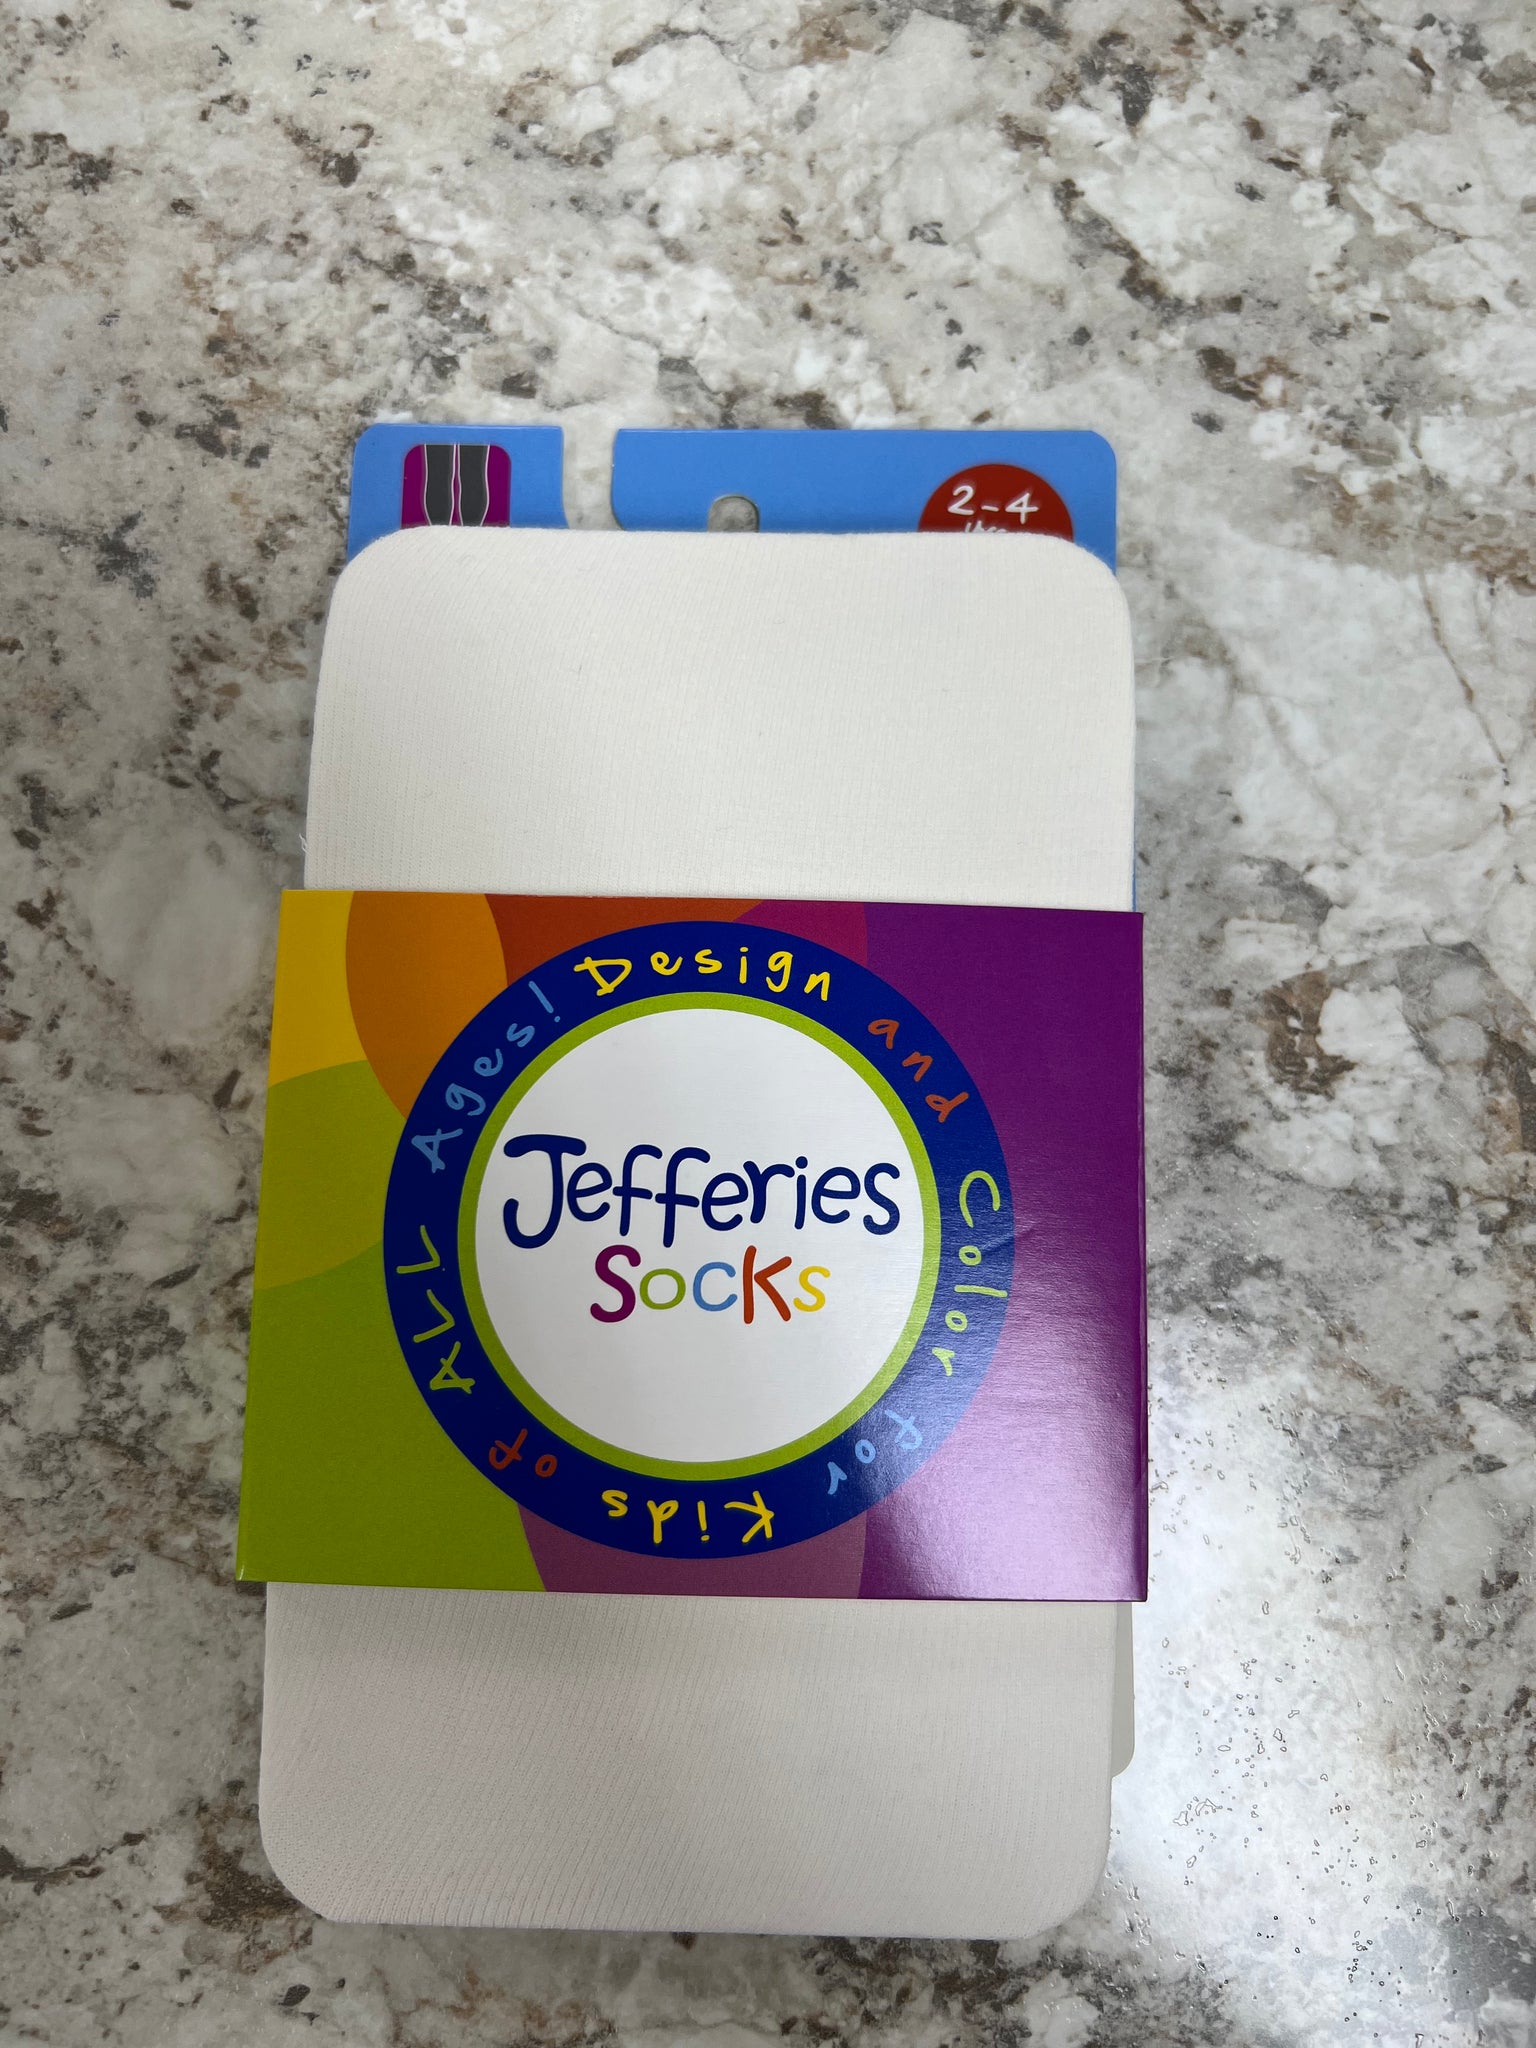 2-4
Design and Color for Kids of ALL Ages!
Jefferies
Socks